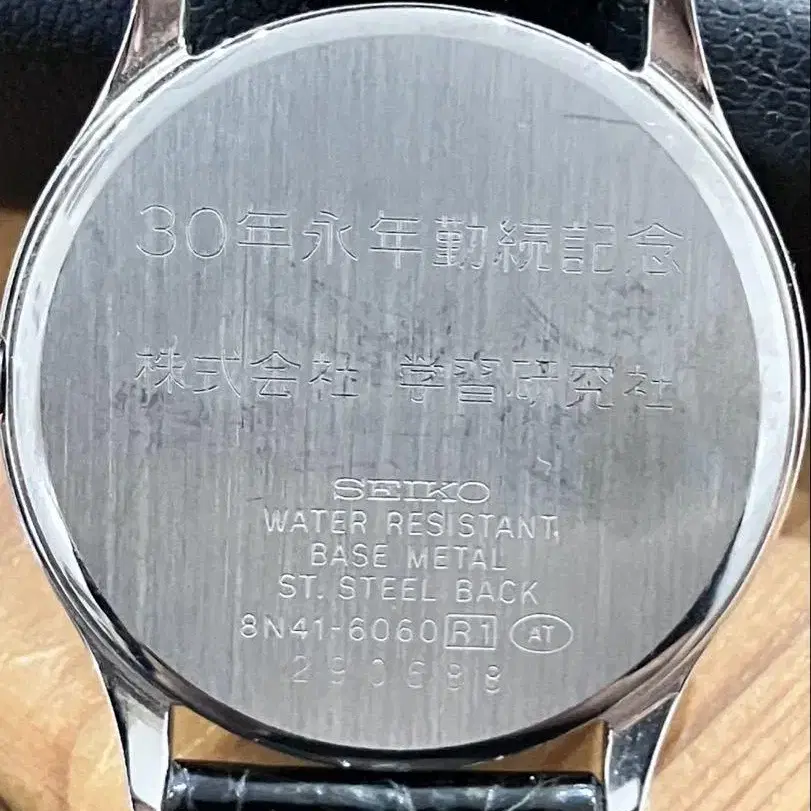 30年永年勤続記念
株式会社 学習研究社
SEIKO
WATER RESISTANT
BASE METAL
ST. STEEL BACK
8N41-6060 R1 AT
290688